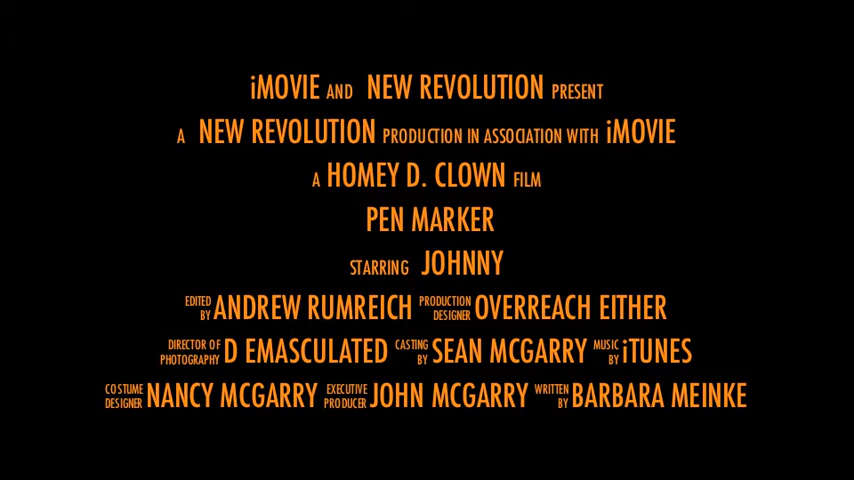 iMOVIE AND NEW REVOLUTION PRESENT
A NEW REVOLUTION PRODUCTION IN ASSOCIATION WITH iMOVIE
A HOMEY D. CLOWN FILM
PEN MARKER
STARRING JOHNNY
EDITED BY ANDREW RUMREICH PRODUCTION DESIGNER OVERREACH EITHER
DIRECTOR OF PHOTOGRAPHY D EMASCULATED CASTING BY SEAN MCGARRY MUSIC BY iTUNES
COSTUME DESIGNER NANCY MCGARRY EXECUTIVE PRODUCER JOHN MCGARRY WRITTEN BY BARBARA MEINKE